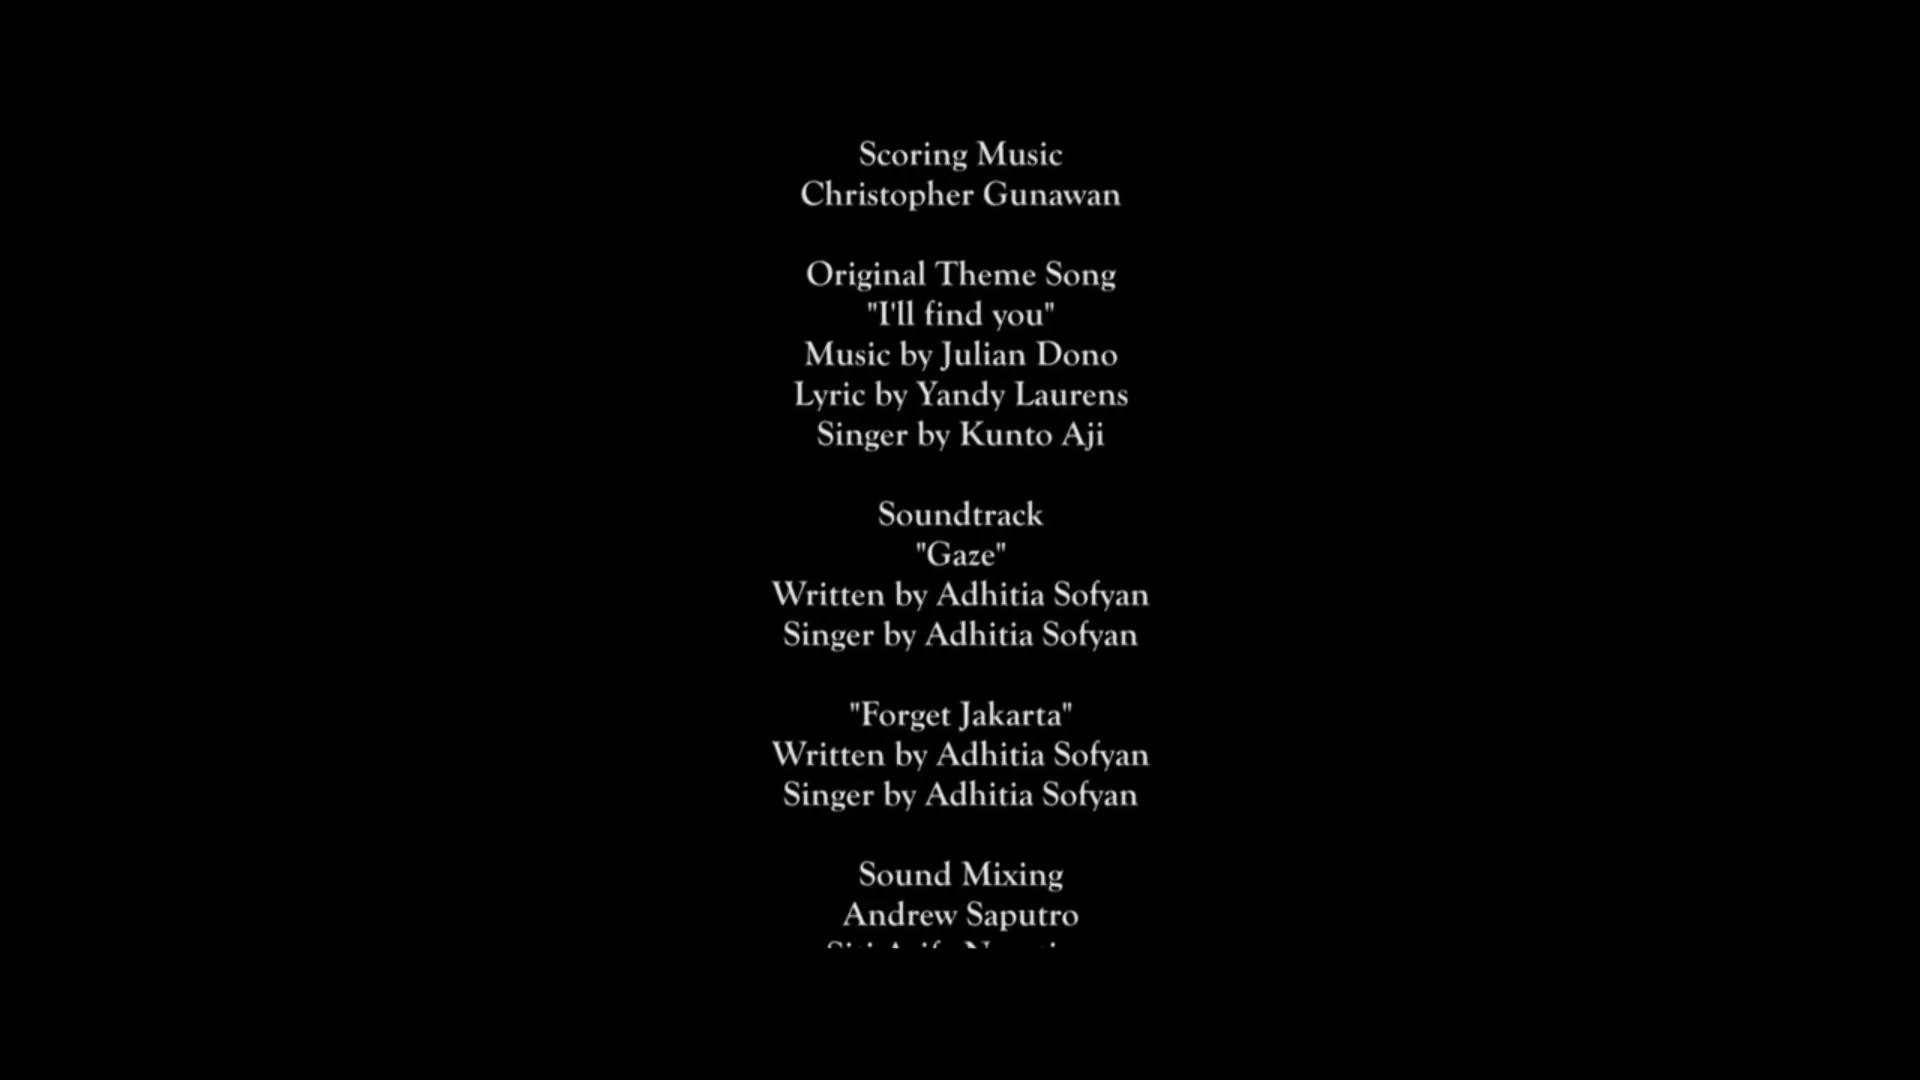 Scoring Music
Christopher Gunawan
Original Theme Song
"I'll find you"
Music by Julian Dono
Lyric by Yandy Laurens
Singer by Kunto Aji
Soundtrack
"Gaze"
Written by Adhitia Sofyan
Singer by Adhitia Sofyan
"Forget Jakarta"
Written by Adhitia Sofyan
Singer by Adhitia Sofyan
Sound Mixing
Andrew Saputro